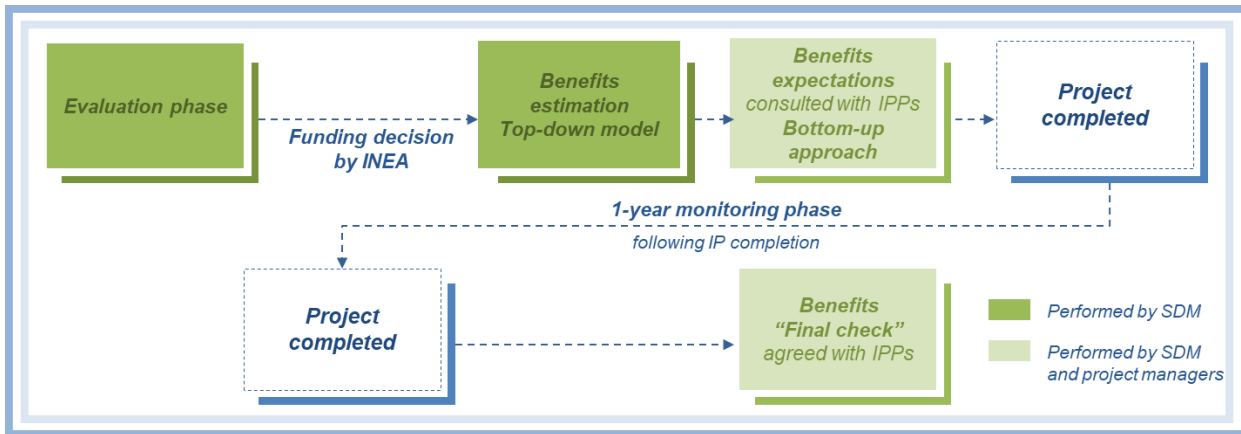 Evaluation phase
Funding decision
by INEA
Benefits
estimation
Top-down model
Benefits
expectations
consulted with IPPs
Bottom-up
approach
Project
completed
1-year monitoring phase
following IP completion
Project
completed
Benefits
“Final check”
agreed with IPPs
Performed by SDM
Performed by SDM
and project managers